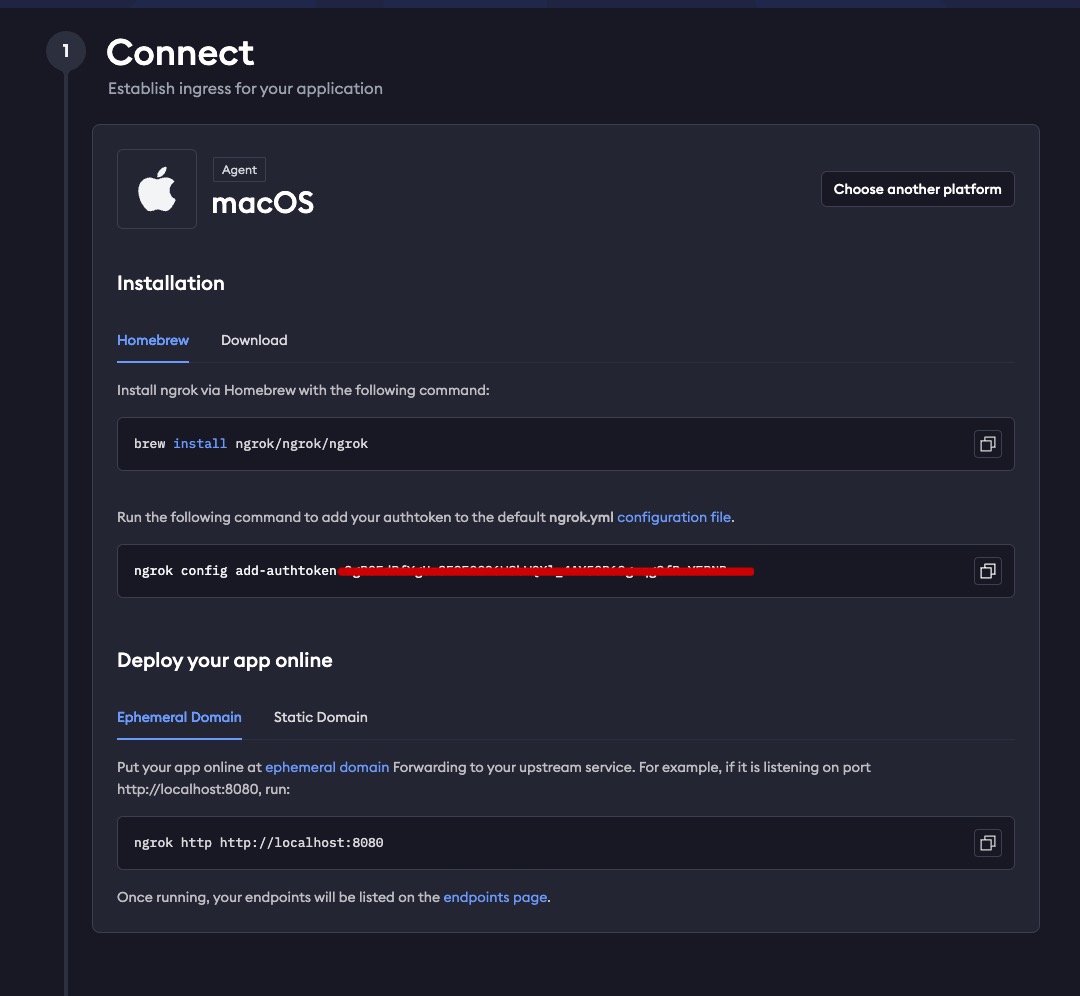 1
Connect
Establish ingress for your application
Agent
macOS
Choose another platform
Installation
Homebrew Download
Install ngrok via Homebrew with the following command:
brew install ngrok/ngrok/ngrok
Run the following command to add your authtoken to the default ngrok.yml configuration file.
ngrok config add-authtoken
Deploy your app online
Ephemeral Domain Static Domain
Put your app online at ephemeral domain Forwarding to your upstream service. For example, if it is listening on port
http://localhost:8080, run:
ngrok http http://localhost:8080
Once running, your endpoints will be listed on the endpoints page.